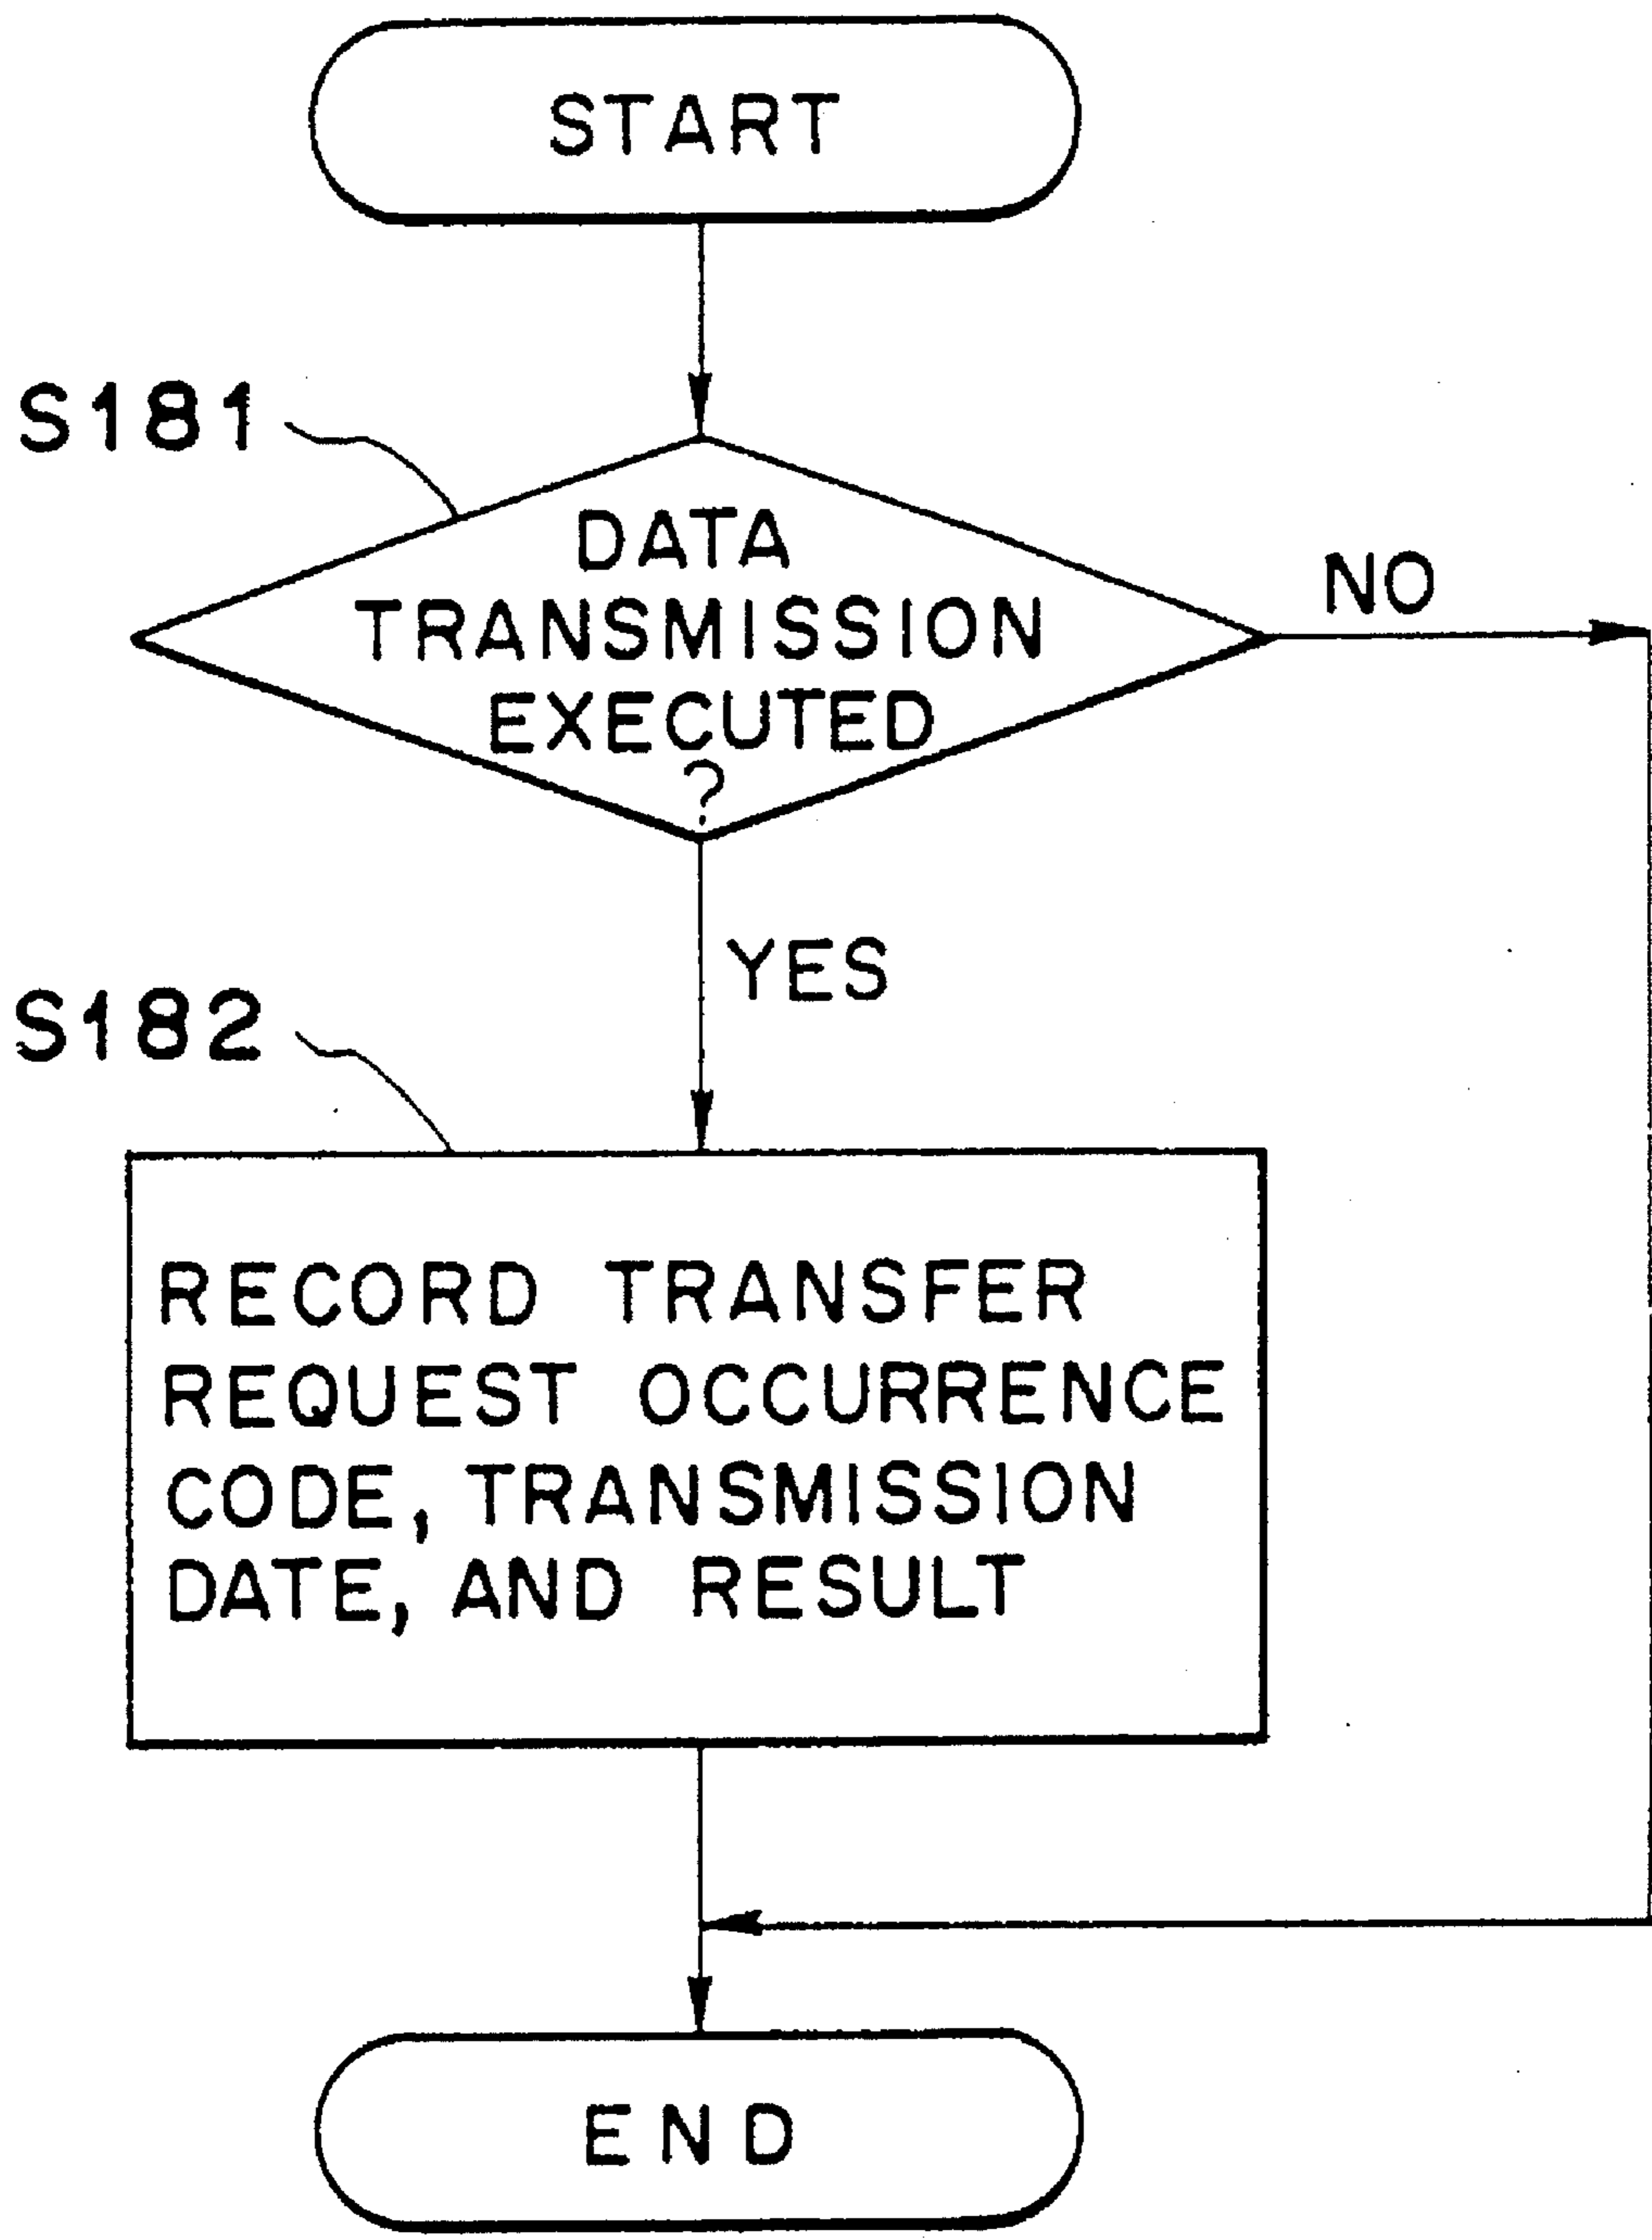 START
S181
DATA
TRANSMISSION
EXECUTED
?
NO
YES
S182
RECORD TRANSFER
REQUEST OCCURRENCE
CODE, TRANSMISSION
DATE, AND RESULT
END